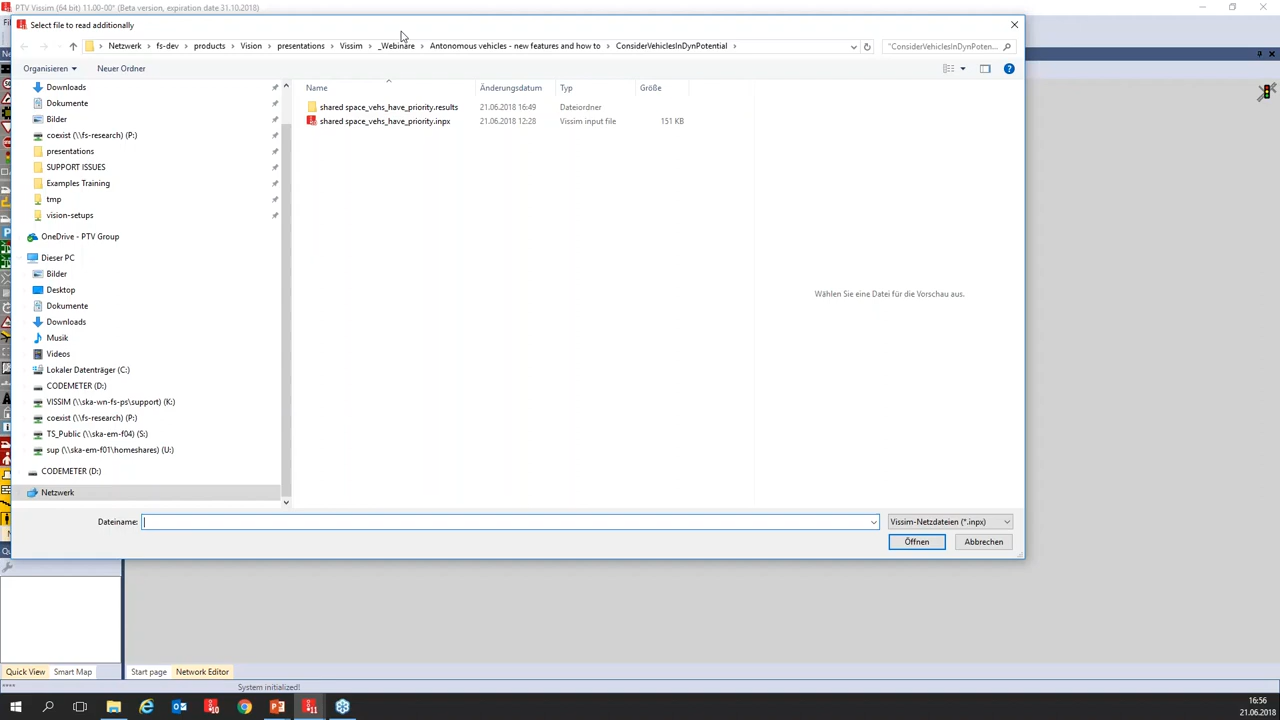 PTV Vissim (64 bit) 11.00-00* (Beta version, expiration date 31.10.2018)
Select file to read additionally
Netzwerk › fs-dev › products › Vision › presentations › Vissim › _Webinare › Antonomous vehicles - new features and how to › ConsiderVehiclesInDynPotential ›
"ConsiderVehiclesInDynPoten...
Organisieren
Neuer Ordner
Name Änderungsdatum Typ Größe
shared space_vehs_have_priority.results 21.06.2018 16:49 Dateiordner
shared space_vehs_have_priority.inpx 21.06.2018 12:28 Vissim input file 151 KB
Downloads
Dokumente
Bilder
coexist (\\fs-research) (P:)
presentations
SUPPORT ISSUES
Examples Training
tmp
vision-setups
OneDrive - PTV Group
Dieser PC
Bilder
Desktop
Dokumente
Downloads
Musik
Videos
Lokaler Datenträger (C:)
CODEMETER (D:)
VISSIM (\\ska-wn-fs-ps\support) (K:)
coexist (\\fs-research) (P:)
TS_Public (\\ska-em-f04) (S:)
sup (\\ska-em-f01\homeshares) (U:)
CODEMETER (D:)
Netzwerk
Wählen Sie eine Datei für die Vorschau aus.
Dateiname:
Vissim-Netzdateien (*.inpx)
Öffnen
Abbrechen
Quick View Smart Map
Start page Network Editor
**** System initialized!
16:56
21.06.2018